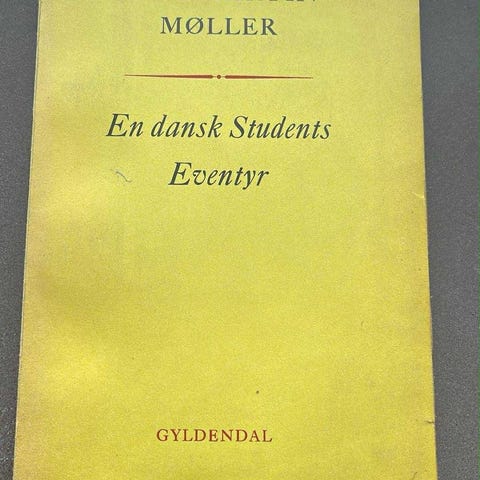 MØLLER
En dansk Students
Eventyr
GYLDENDAL